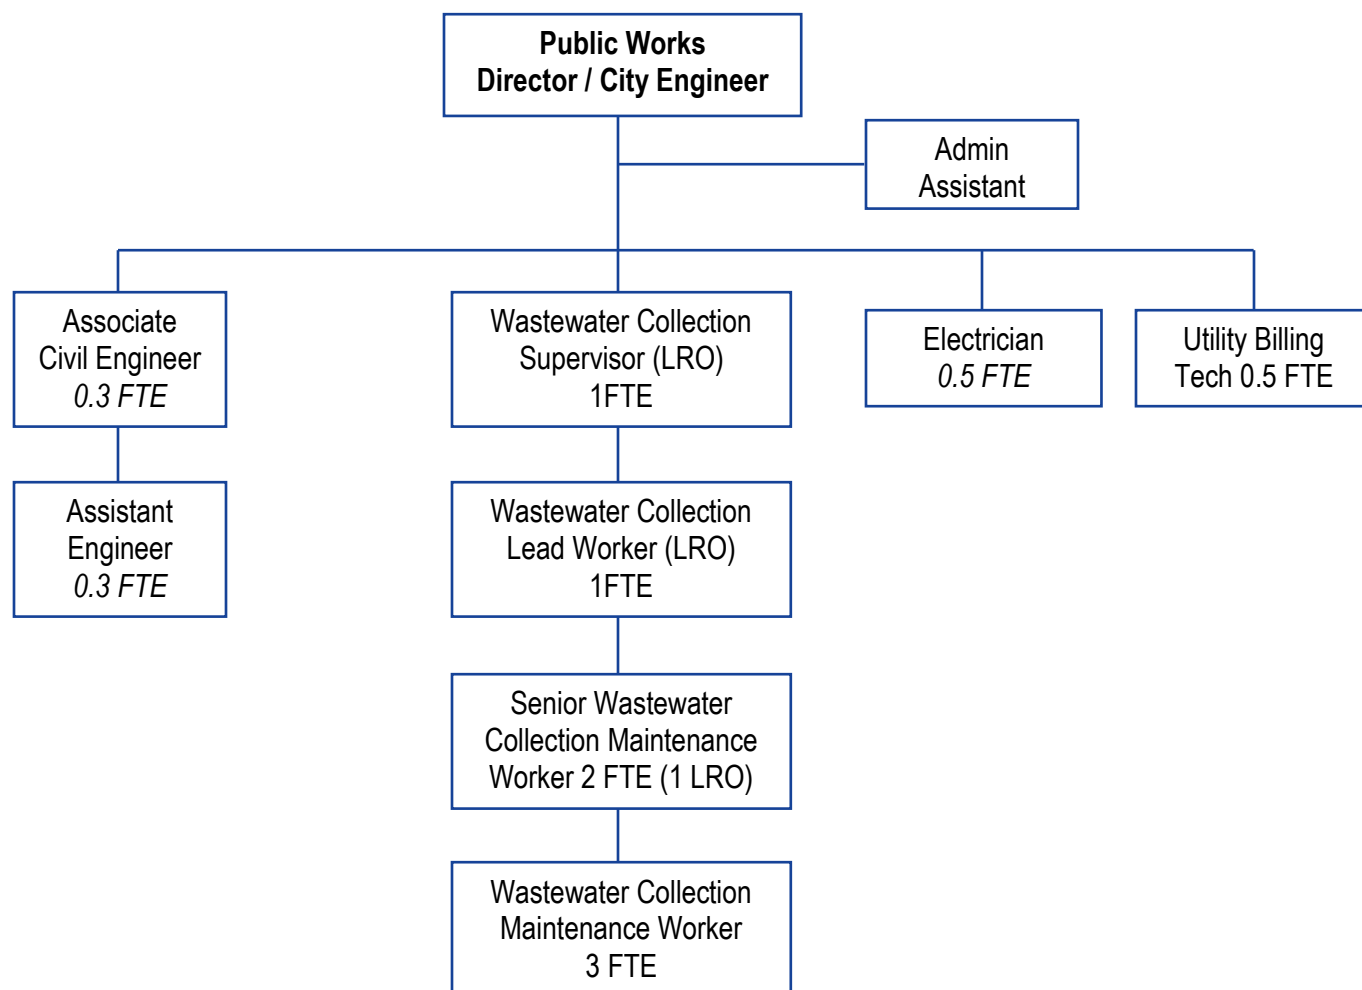 Public Works
Director / City Engineer
Admin
Assistant
Associate
Civil Engineer
0.3 FTE
Wastewater Collection
Supervisor (LRO)
1FTE
Electrician
0.5 FTE
Utility Billing
Tech 0.5 FTE
Assistant
Engineer
0.3 FTE
Wastewater Collection
Lead Worker (LRO)
1FTE
Senior Wastewater
Collection Maintenance
Worker 2 FTE (1 LRO)
Wastewater Collection
Maintenance Worker
3 FTE